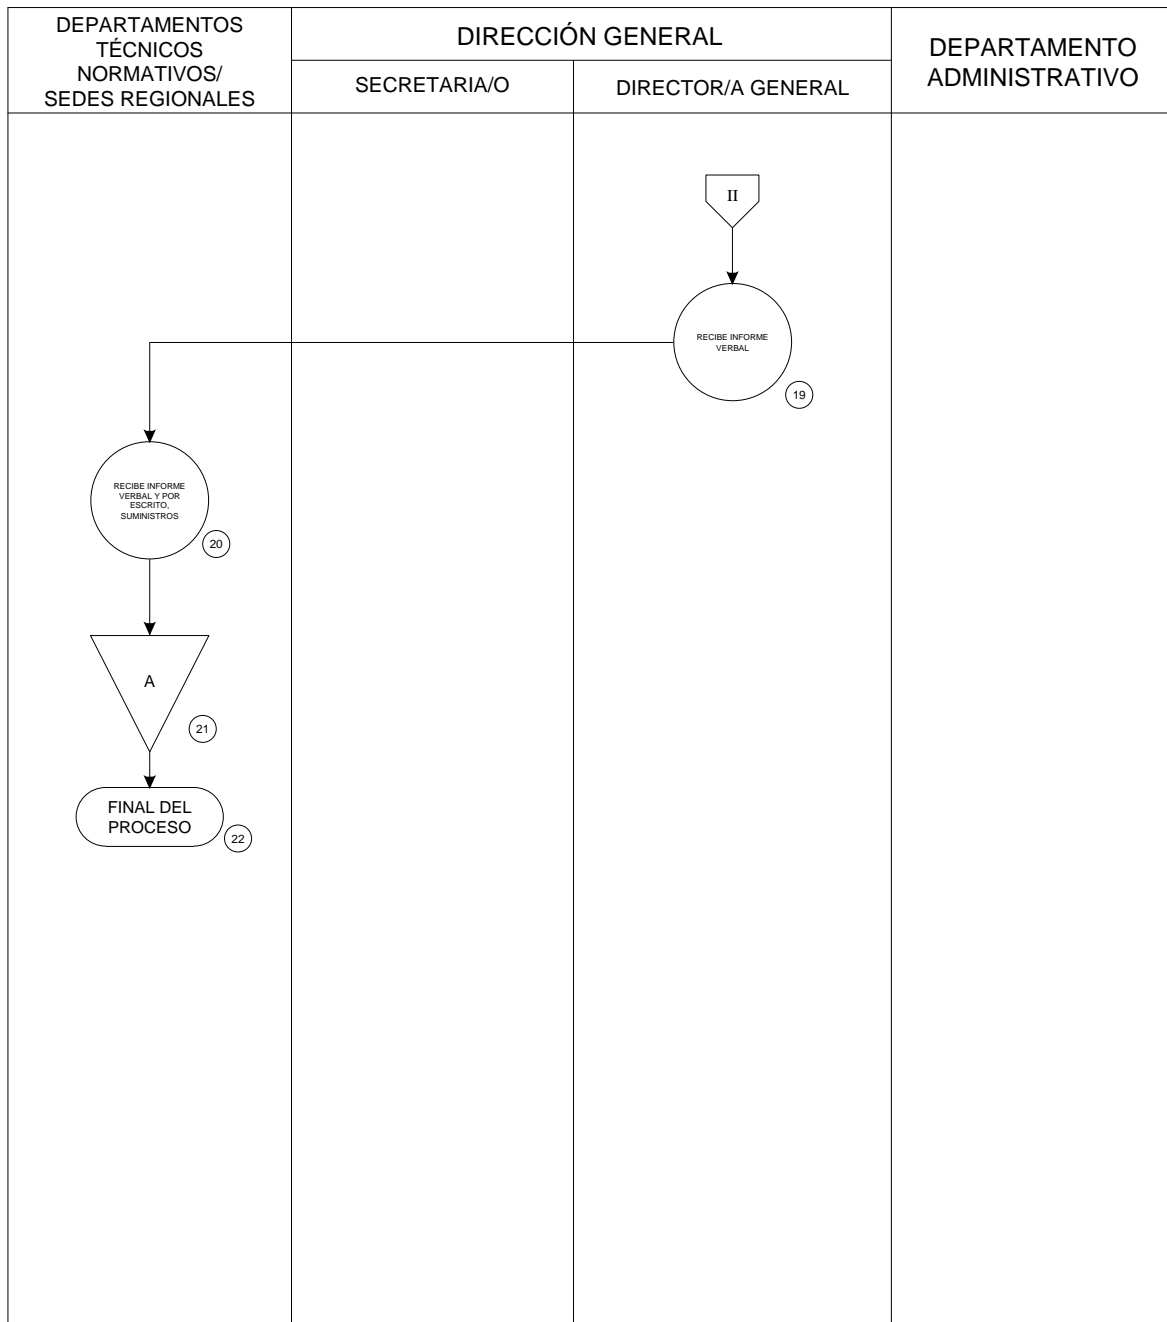 DEPARTAMENTOS
TÉCNICOS
NORMATIVOS/
SEDES REGIONALES
DIRECCIÓN GENERAL
SECRETARIA/O
DIRECTOR/A GENERAL
DEPARTAMENTO
ADMINISTRATIVO
II
RECIBE INFORME
VERBAL
19
RECIBE INFORME
VERBAL Y POR
ESCRITO,
SUMINISTROS
20
A
21
FINAL DEL
PROCESO
22